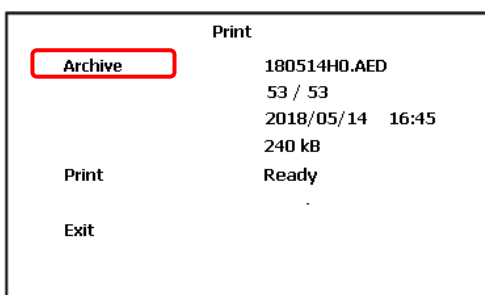 Print
Archive 180514H0.AED
53 / 53
2018/05/14 16:45
240 kB
Print Ready
.
Exit